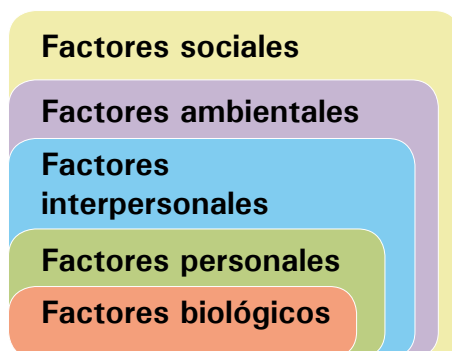 Factores sociales
Factores ambientales
Factores
interpersonales
Factores personales
Factores biológicos